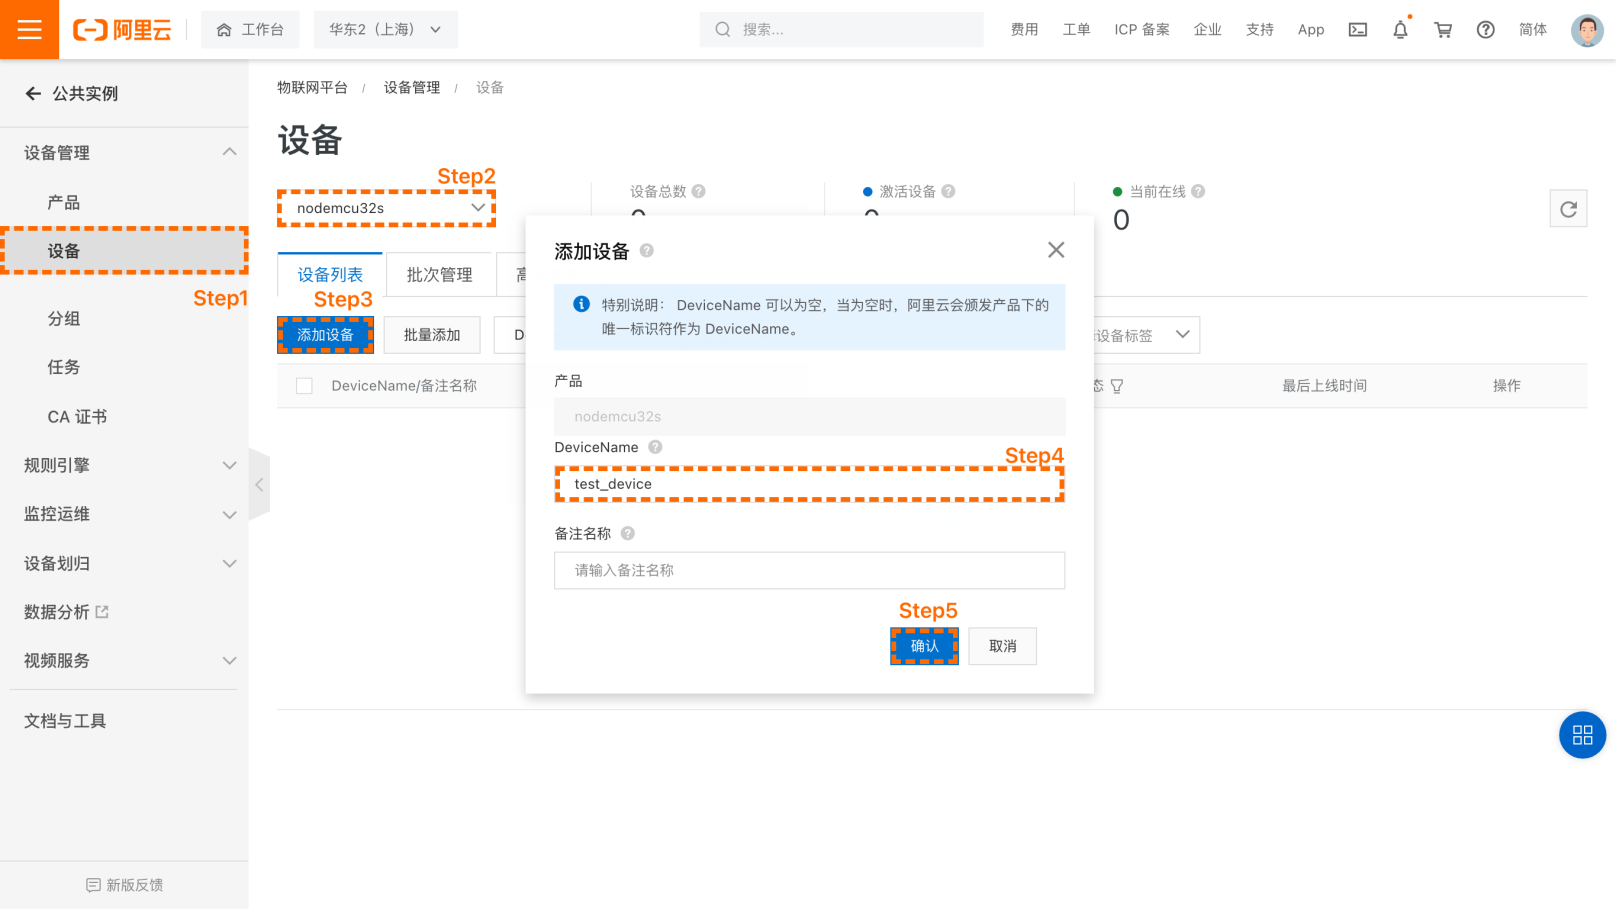 阿里云
工作台
华东2（上海）
搜索...
费用
工单
ICP 备案
企业
支持
App
简体
公共实例
设备管理
产品
设备
Step1
分组
任务
CA 证书
规则引擎
监控运维
设备划归
数据分析
视频服务
文档与工具
新版反馈
物联网平台 / 设备管理 / 设备
设备
Step2
nodemcu32s
设备总数
激活设备
当前在线
0
设备列表
批次管理
Step3
添加设备
批量添加
设备标签
DeviceName/备注名称
态
最后上线时间
操作
添加设备
特别说明： DeviceName 可以为空，当为空时，阿里云会颁发产品下的
唯一标识符作为 DeviceName。
产品
nodemcu32s
DeviceName
Step4
test_device
备注名称
请输入备注名称
Step5
确认
取消